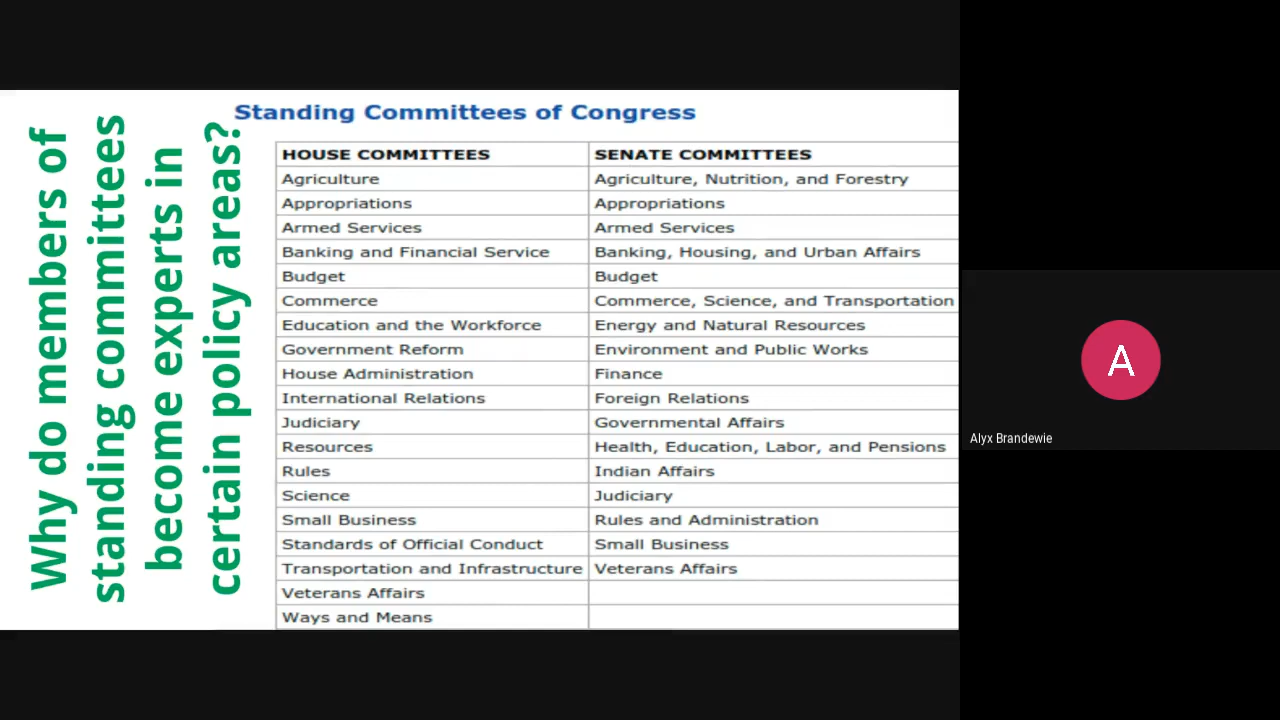 Why do members of
standing committees
become experts in
certain policy areas?
Standing Committees of Congress
HOUSE COMMITTEES SENATE COMMITTEES
Agriculture Agriculture, Nutrition, and Forestry
Appropriations Appropriations
Armed Services Armed Services
Banking and Financial Service Banking, Housing, and Urban Affairs
Budget Budget
Commerce Commerce, Science, and Transportation
Education and the Workforce Energy and Natural Resources
Government Reform Environment and Public Works
House Administration Finance
International Relations Foreign Relations
Judiciary Governmental Affairs
Resources Health, Education, Labor, and Pensions
Rules Indian Affairs
Science Judiciary
Small Business Rules and Administration
Standards of Official Conduct Small Business
Transportation and Infrastructure Veterans Affairs
Veterans Affairs
Ways and Means
A
Alyx Brandewie